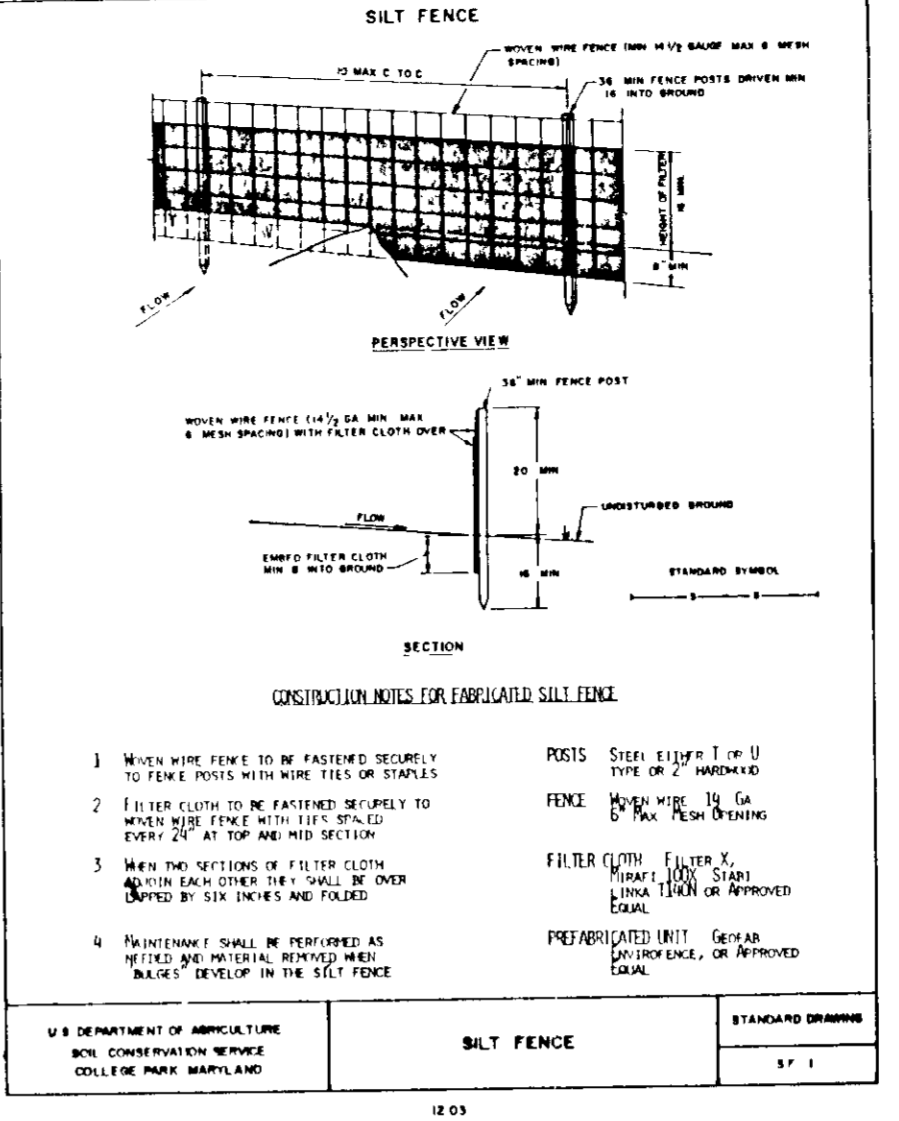 SILT FENCE
WOVEN WIRE FENCE (MIN 14 1/2 GAUGE MAX 6 MESH
SPACING)
10 MAX C TO C
36 MIN FENCE POSTS DRIVEN MIN
16 INTO GROUND
HEIGHT OF FILTER
16 MIN.
8" MIN
FLOW
FLOW
PERSPECTIVE VIEW
36" MIN FENCE POST
WOVEN WIRE FENCE (14 1/2 GA MIN MAX
6 MESH SPACING) WITH FILTER CLOTH OVER
20 MIN
UNDISTURBED GROUND
FLOW
EMBED FILTER CLOTH
MIN 8 INTO GROUND
16 MIN
STANDARD SYMBOL
S S
SECTION
CONSTRUCTION NOTES FOR FABRICATED SILT FENCE
1 WOVEN WIRE FENCE TO BE FASTENED SECURELY
TO FENCE POSTS WITH WIRE TIES OR STAPLES
2 FILTER CLOTH TO BE FASTENED SECURELY TO
WOVEN WIRE FENCE WITH TIES SPACED
EVERY 24" AT TOP AND MID SECTION
3 WHEN TWO SECTIONS OF FILTER CLOTH
ADJOIN EACH OTHER THEY SHALL BE OVER
LAPPED BY SIX INCHES AND FOLDED
4 MAINTENANCE SHALL BE PERFORMED AS
NEEDED AND MATERIAL REMOVED WHEN
"BULGES" DEVELOP IN THE SILT FENCE
POSTS STEEL EITHER T OR U
TYPE OR 2" HARDWOOD
FENCE WOVEN WIRE 14 GA
6" MAX MESH OPENING
FILTER CLOTH FILTER X,
MIRAFI 100X STABI
LINKA T140N OR APPROVED
EQUAL
PREFABRICATED UNIT GEOFAB
ENVIROFENCE, OR APPROVED
EQUAL
U S DEPARTMENT OF AGRICULTURE
SOIL CONSERVATION SERVICE
COLLEGE PARK MARYLAND
SILT FENCE
STANDARD DRAWING
SF 1
12 03